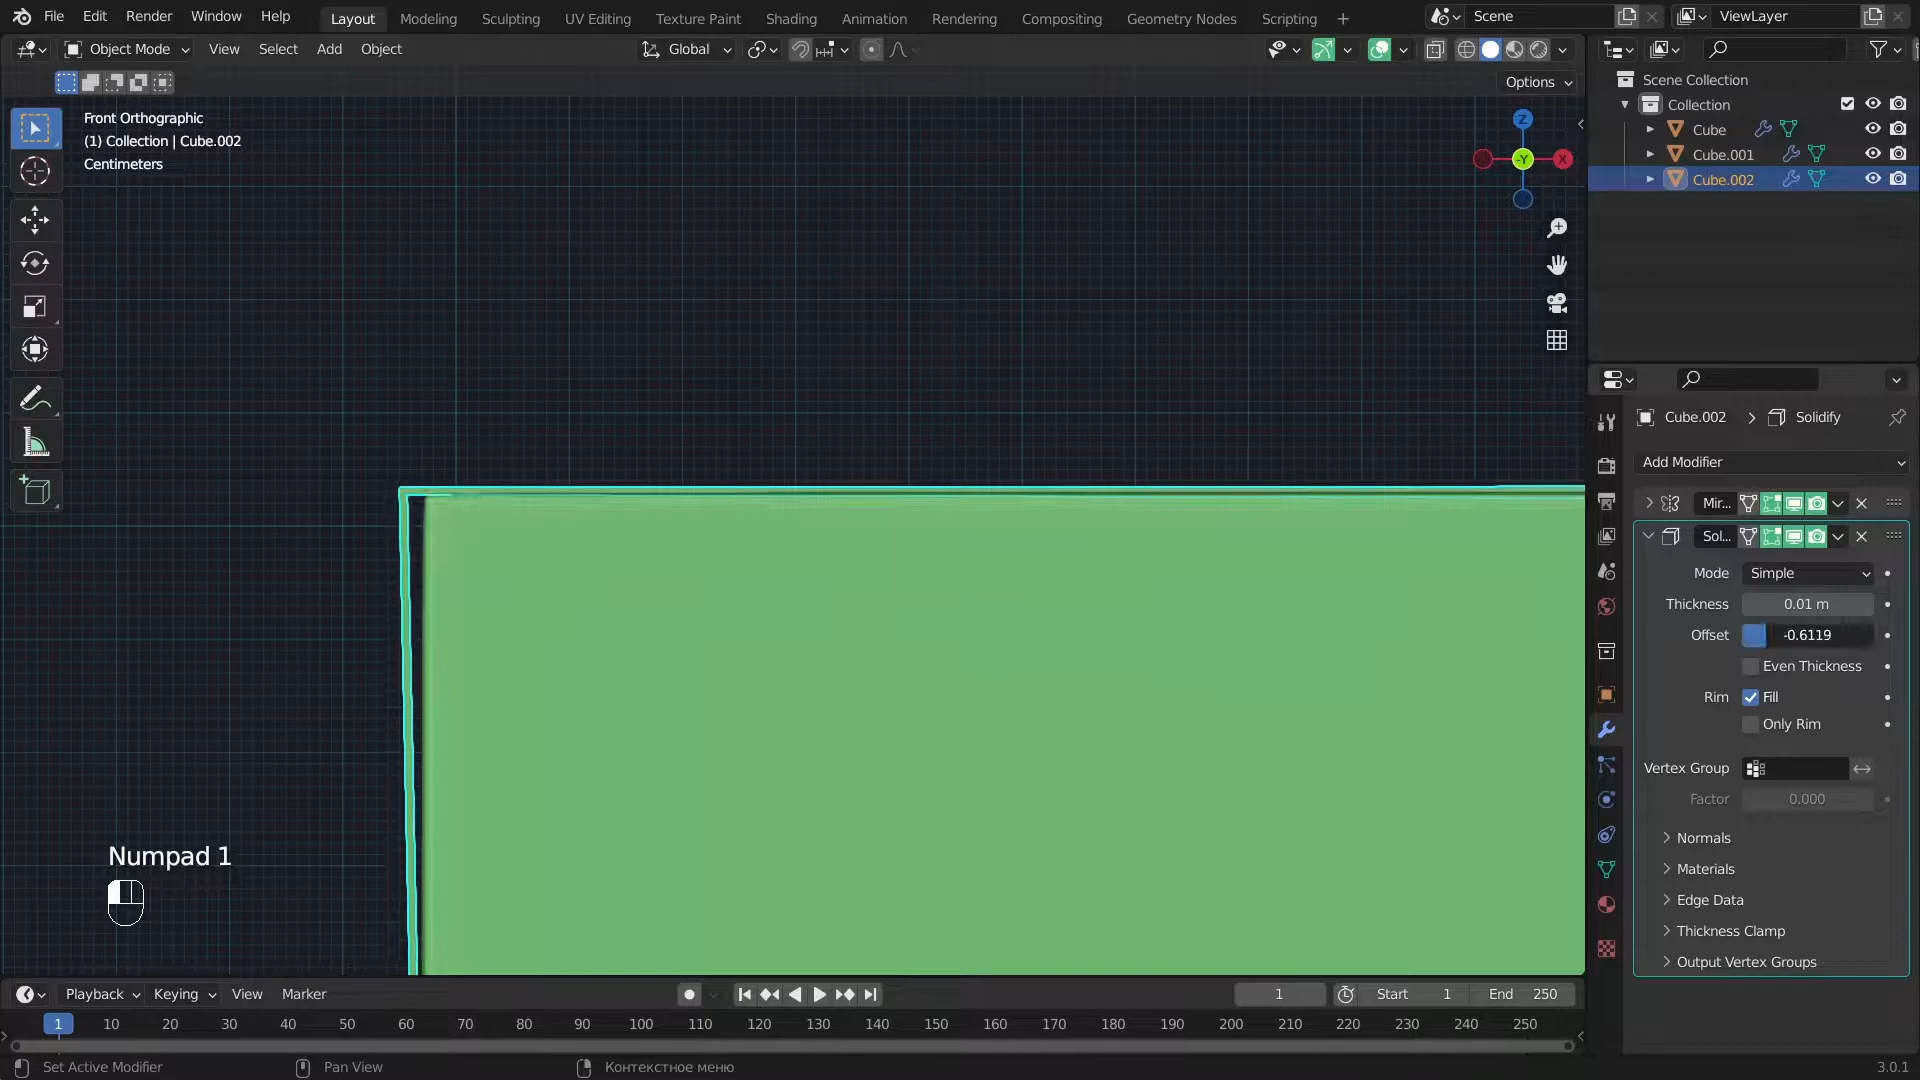 File Edit Render Window Help Layout Modeling Sculpting UV Editing Texture Paint Shading Animation Rendering Compositing Geometry Nodes Scripting + Scene ViewLayer
Object Mode View Select Add Object Global
Options
Front Orthographic
(1) Collection | Cube.002
Centimeters
Z
-Y
X
Numpad 1
Scene Collection
Collection
Cube
Cube.001
Cube.002
Cube.002 > Solidify
Add Modifier
Mir...
Sol...
Mode Simple
Thickness 0.01 m
Offset -0.6119
Even Thickness
Rim Fill
Only Rim
Vertex Group
Factor 0.000
Normals
Materials
Edge Data
Thickness Clamp
Output Vertex Groups
Playback Keying View Marker 1 Start 1 End 250
1 10 20 30 40 50 60 70 80 90 100 110 120 130 140 150 160 170 180 190 200 210 220 230 240 250
Set Active Modifier Pan View Контекстное меню 3.0.1